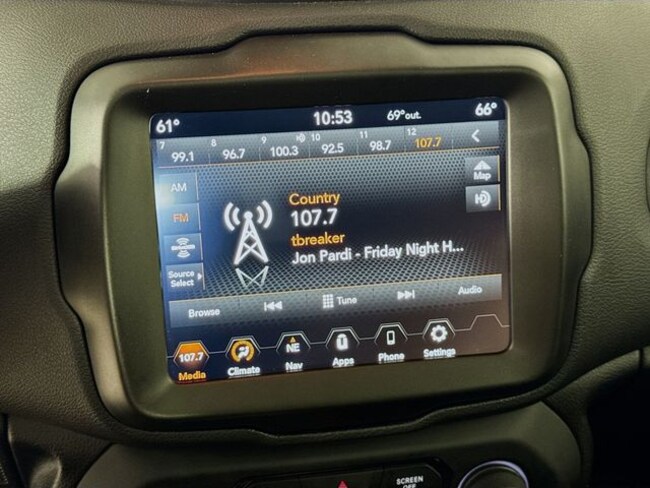 61° 10:53 69° out. 66°
7 8 9 10 11 12
99.1 96.7 100.3 92.5 98.7 107.7
AM
FM
Source
Select
Country
107.7
tbreaker
Jon Pardi - Friday Night H...
Map
Browse Tune Audio
107.7 NE
Media Climate Nav Apps Phone Settings
SCREEN
OFF